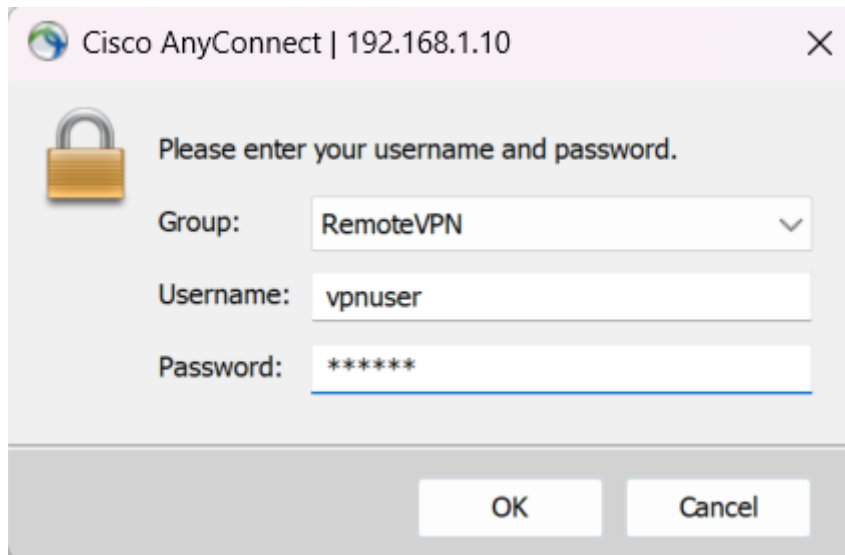 Cisco AnyConnect | 192.168.1.10
Please enter your username and password.
Group: RemoteVPN
Username: vpnuser
Password: ******
OK Cancel